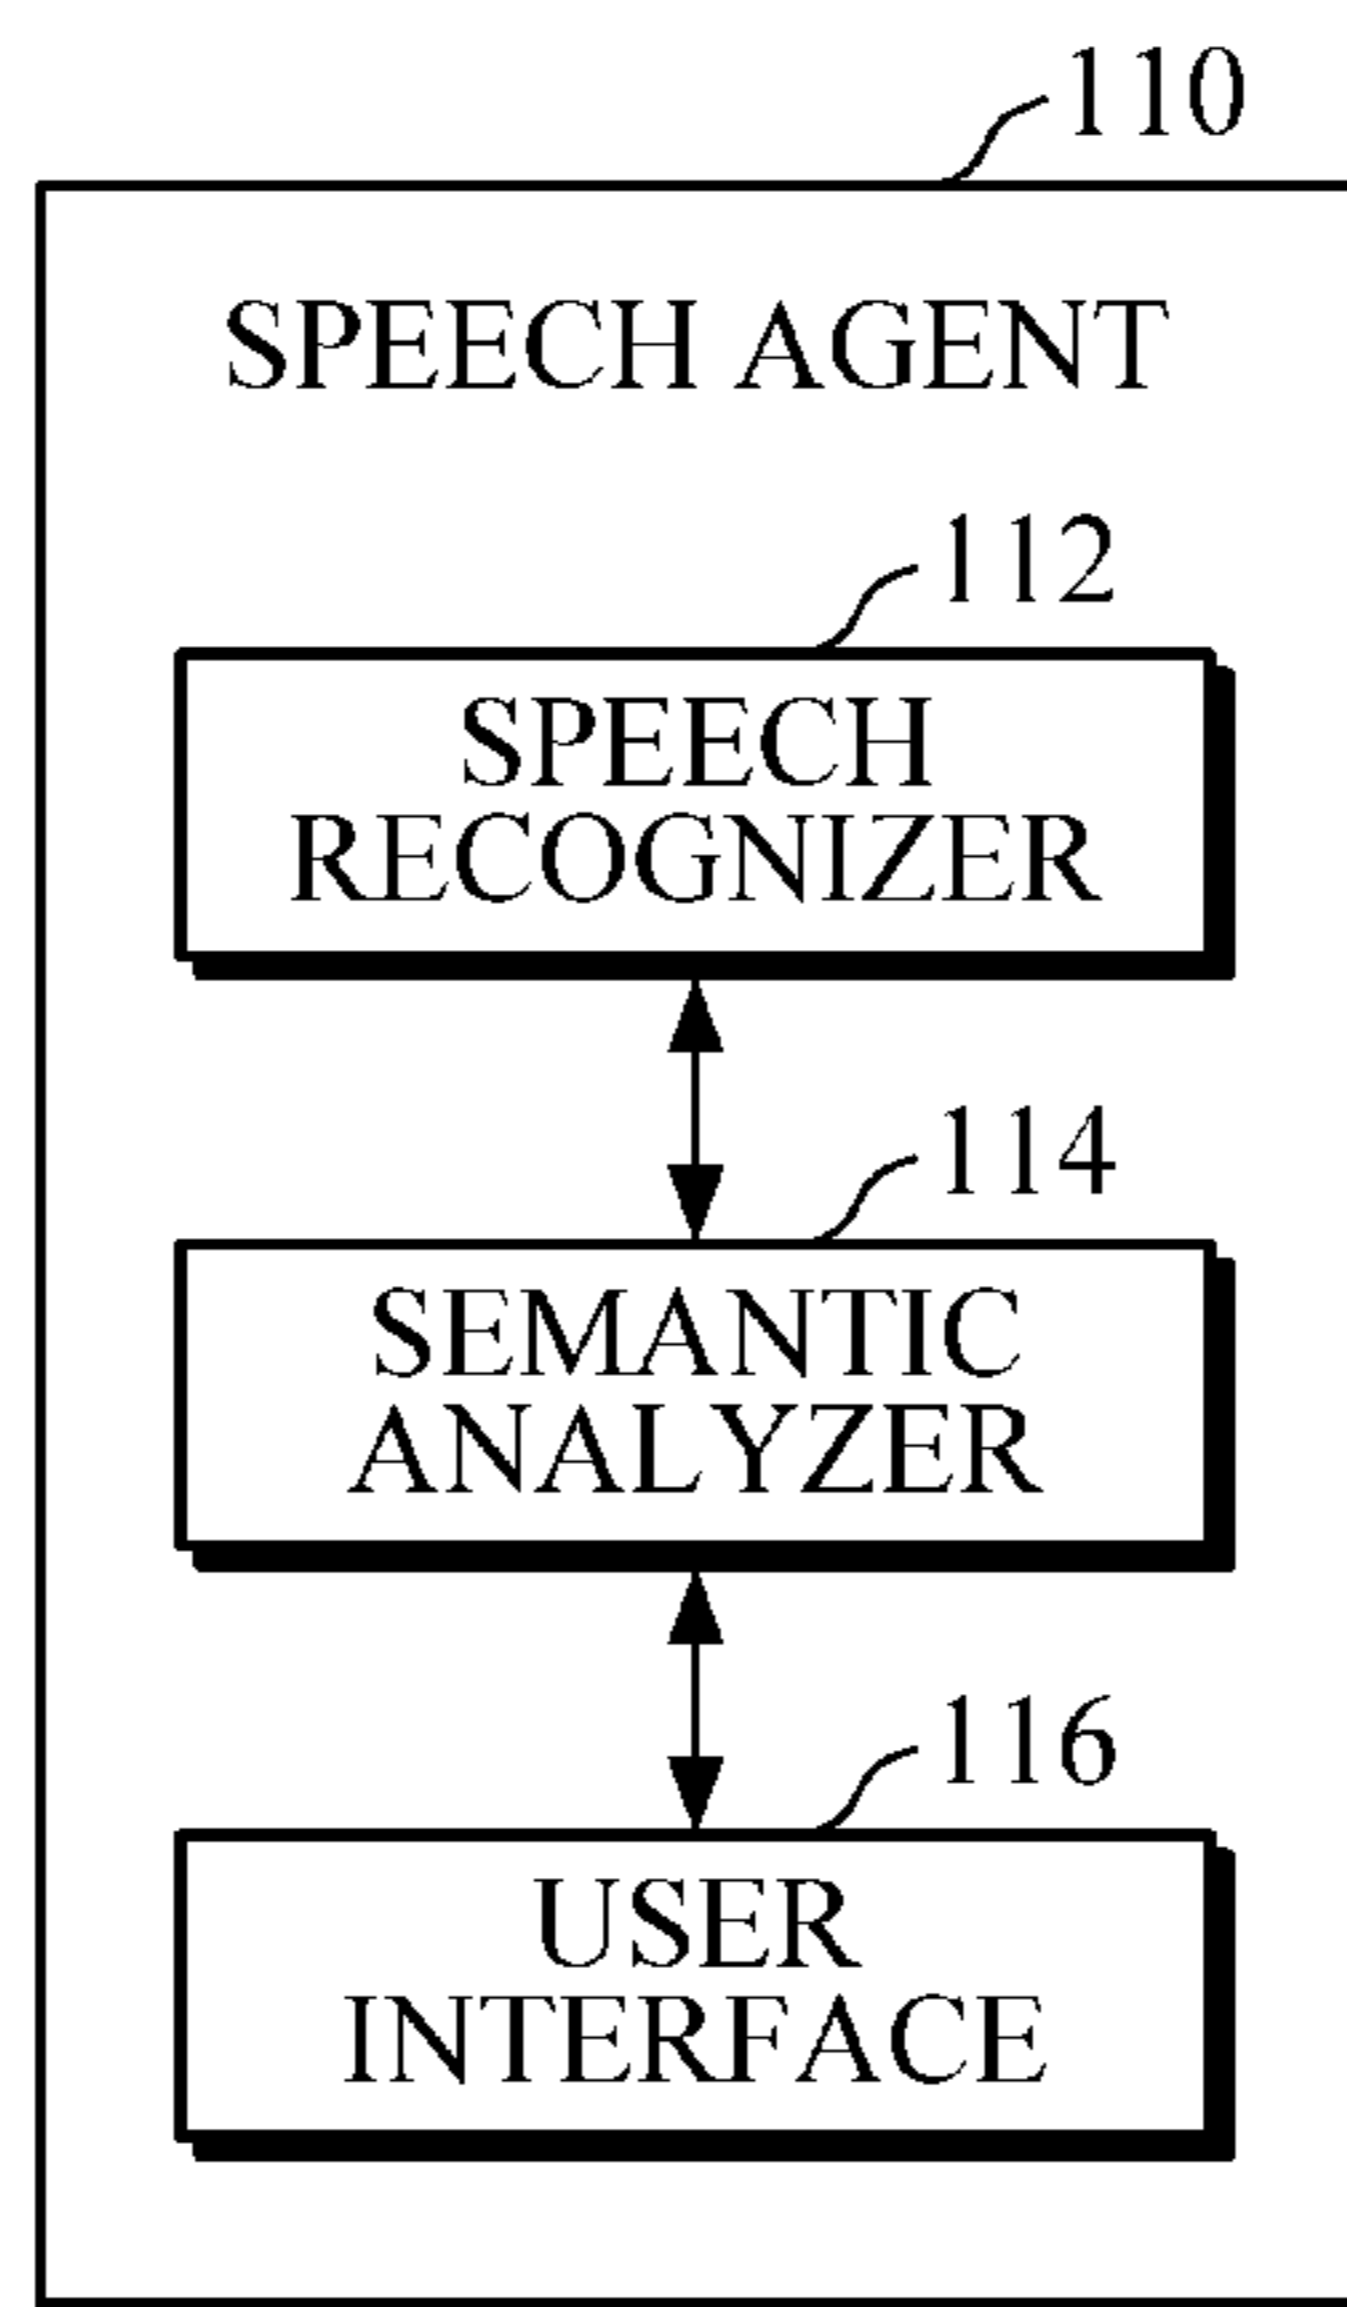 110
SPEECH AGENT
112
SPEECH
RECOGNIZER
114
SEMANTIC
ANALYZER
116
USER
INTERFACE